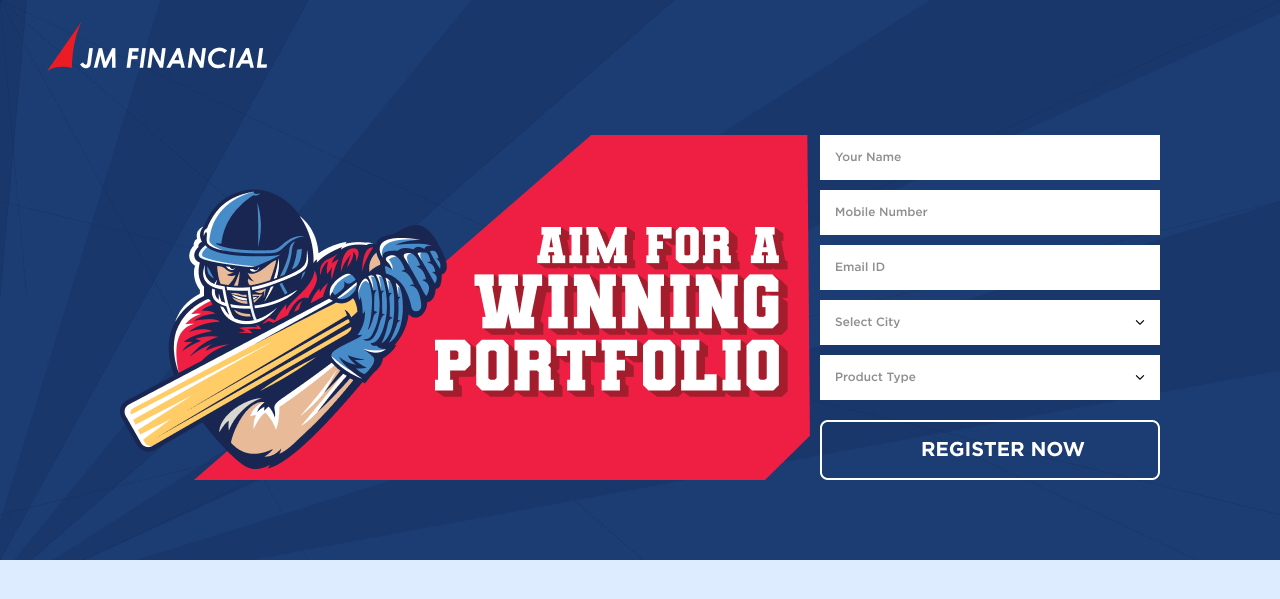 JM FINANCIAL
AIM FOR A
WINNING
PORTFOLIO
Your Name
Mobile Number
Email ID
Select City
Product Type
REGISTER NOW